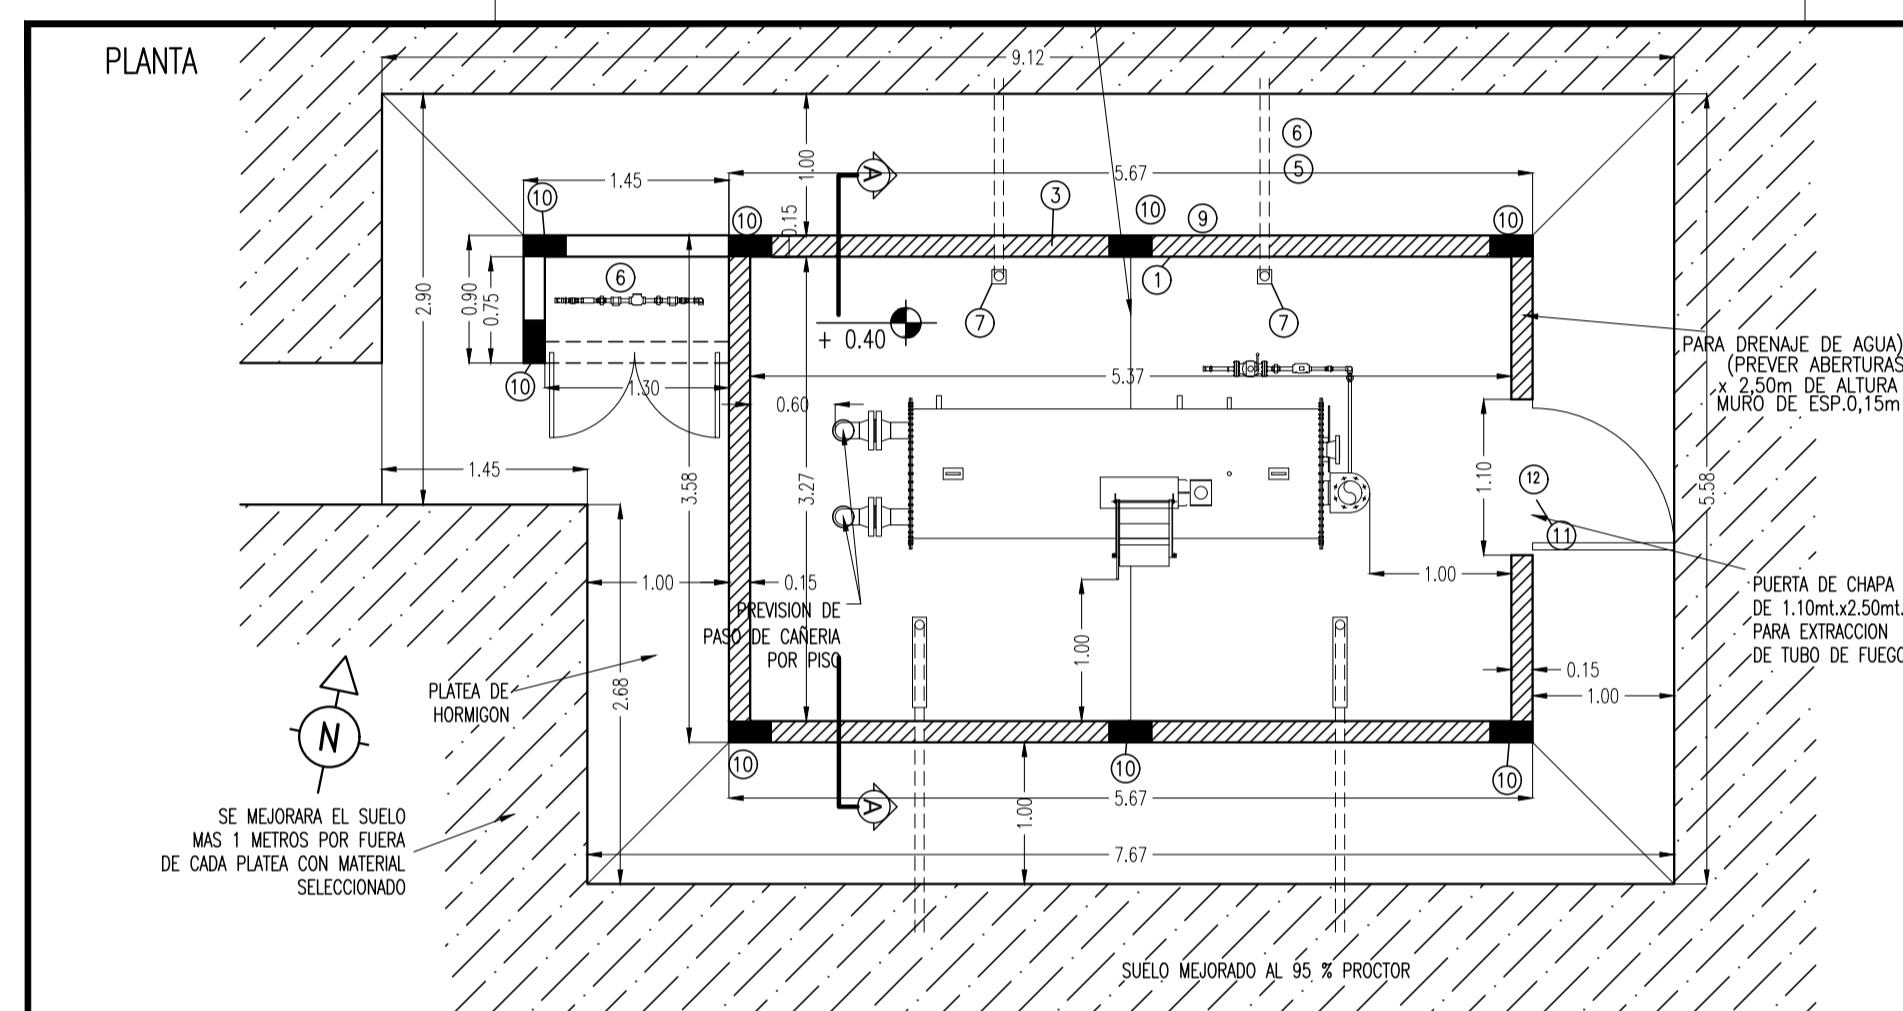 PLANTA
9.12
6
5
1.45
1.00
A
5.67
3
10
9
10
10
0.15
10
6
1
2.90
0.90
0.75
7
7
+ 0.40
10
1.30
5.37
0.60
PARA DRENAJE DE AGUA)
(PREVER ABERTURAS
x 2,50m DE ALTURA
MURO DE ESP.0,15m
1.45
3.58
3.27
1.10
12
11
5.58
1.00
0.15
1.00
PREVISION DE
PASO DE CAÑERIA
POR PISO
1.00
PUERTA DE CHAPA
DE 1.10mt.x2.50mt.
PARA EXTRACCION
DE TUBO DE FUEGO
0.15
1.00
2.68
PLATEA DE
HORMIGON
N
10
10
10
5.67
A
1.00
SE MEJORARA EL SUELO
MAS 1 METROS POR FUERA
DE CADA PLATEA CON MATERIAL
SELECCIONADO
7.67
SUELO MEJORADO AL 95 % PROCTOR